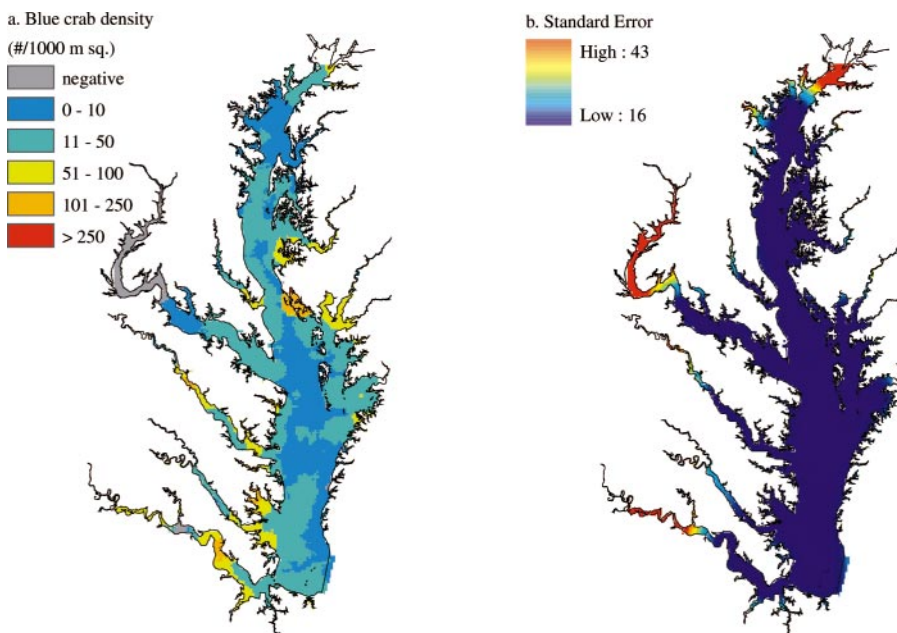 a. Blue crab density
(#/1000 m sq.)
negative
0 - 10
11 - 50
51 - 100
101 - 250
> 250
b. Standard Error
High : 43
Low : 16